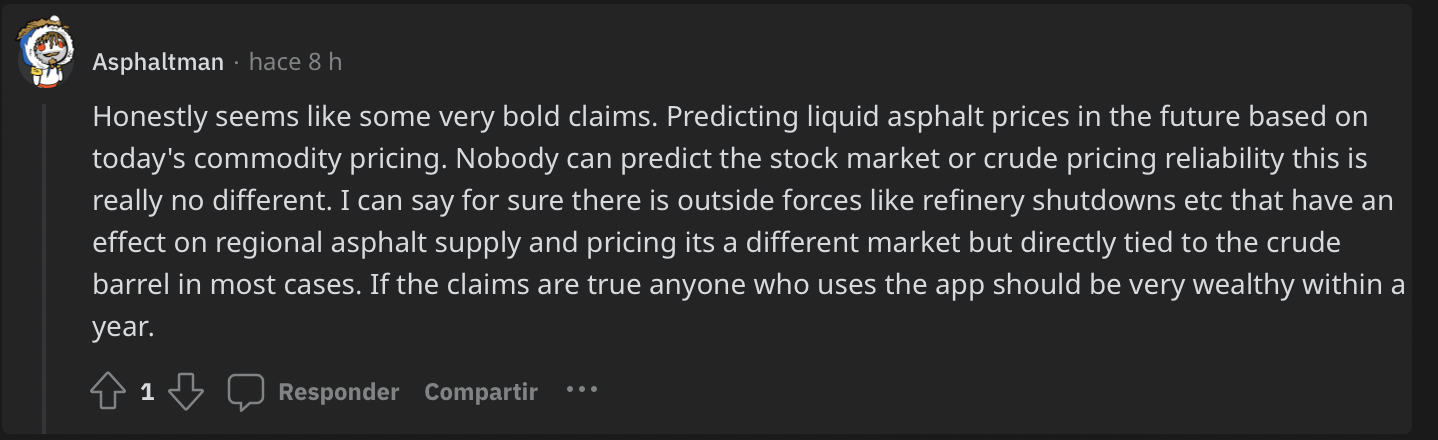 Asphaltman · hace 8 h
Honestly seems like some very bold claims. Predicting liquid asphalt prices in the future based on
today's commodity pricing. Nobody can predict the stock market or crude pricing reliability this is
really no different. I can say for sure there is outside forces like refinery shutdowns etc that have an
effect on regional asphalt supply and pricing its a different market but directly tied to the crude
barrel in most cases. If the claims are true anyone who uses the app should be very wealthy within a
year.
1 Responder Compartir ...